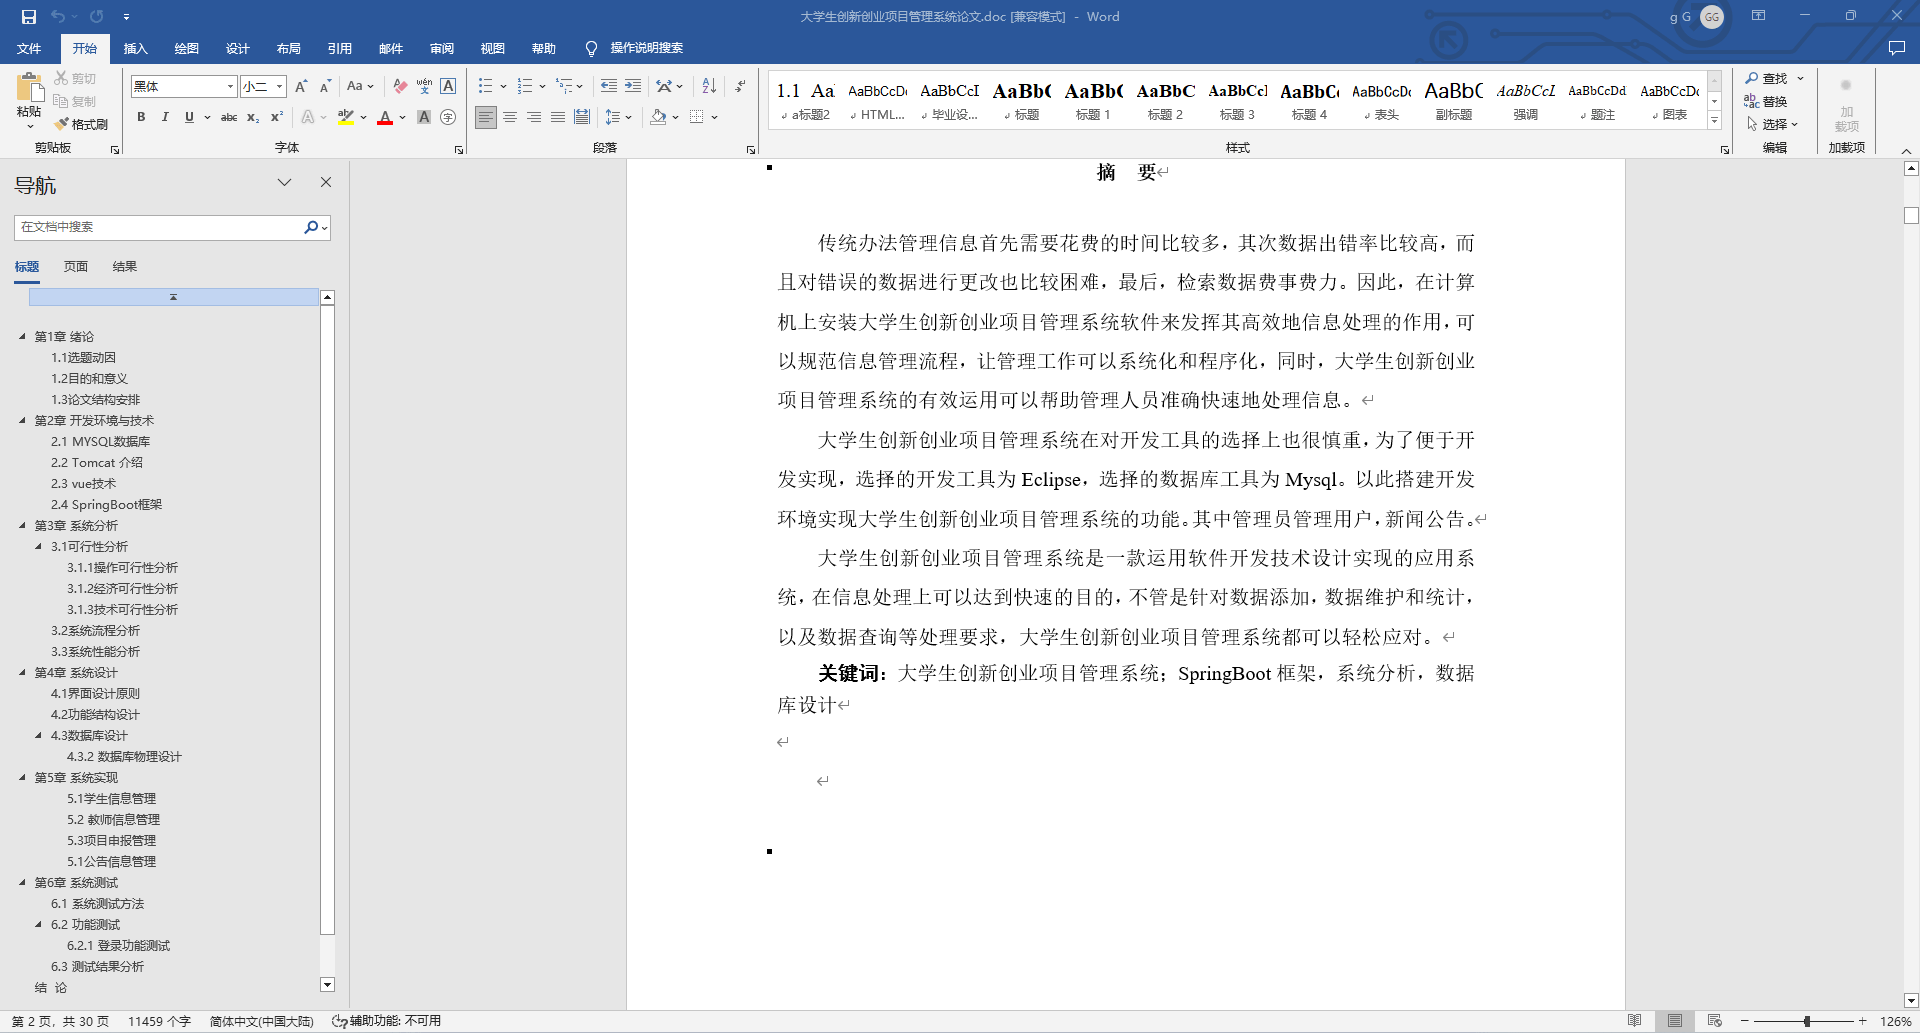 大学生创新创业项目管理系统论文.doc [兼容模式] - Word
g G
GG
文件 开始 插入 绘图 设计 布局 引用 邮件 审阅 视图 帮助 操作说明搜索
粘贴
剪切
复制
格式刷
剪贴板
黑体 小二
字体
段落
1.1 Aa AaBbCcD AaBbCcI AaBb( AaBb( AaBbC AaBbCcl AaBbC AaBbCcD AaBbC AaBbCcL AaBbCcDd AaBbCcD
a标题2 HTML... 毕业设... 标题 标题 1 标题 2 标题 3 标题 4 表头 副标题 强调 题注 图表
样式
查找
替换
选择
编辑
加
载项
加载项
导航
在文档中搜索
标题 页面 结果
第1章 绪论
1.1选题动因
1.2目的和意义
1.3论文结构安排
第2章 开发环境与技术
2.1 MYSQL数据库
2.2 Tomcat 介绍
2.3 vue技术
2.4 SpringBoot框架
第3章 系统分析
3.1可行性分析
3.1.1操作可行性分析
3.1.2经济可行性分析
3.1.3技术可行性分析
3.2系统流程分析
3.3系统性能分析
第4章 系统设计
4.1界面设计原则
4.2功能结构设计
4.3数据库设计
4.3.2 数据库物理设计
第5章 系统实现
5.1学生信息管理
5.2 教师信息管理
5.3项目申报管理
5.1公告信息管理
第6章 系统测试
6.1 系统测试方法
6.2 功能测试
6.2.1 登录功能测试
6.3 测试结果分析
结 论
摘 要
传统办法管理信息首先需要花费的时间比较多，其次数据出错率比较高，而
且对错误的数据进行更改也比较困难，最后，检索数据费事费力。因此，在计算
机上安装大学生创新创业项目管理系统软件来发挥其高效地信息处理的作用，可
以规范信息管理流程，让管理工作可以系统化和程序化，同时，大学生创新创业
项目管理系统的有效运用可以帮助管理人员准确快速地处理信息。
大学生创新创业项目管理系统在对开发工具的选择上也很慎重，为了便于开
发实现，选择的开发工具为 Eclipse，选择的数据库工具为 Mysql。以此搭建开发
环境实现大学生创新创业项目管理系统的功能。其中管理员管理用户，新闻公告。
大学生创新创业项目管理系统是一款运用软件开发技术设计实现的应用系
统，在信息处理上可以达到快速的目的，不管是针对数据添加，数据维护和统计，
以及数据查询等处理要求，大学生创新创业项目管理系统都可以轻松应对。
关键词：大学生创新创业项目管理系统；SpringBoot 框架，系统分析，数据
库设计
第 2 页，共 30 页 11459 个字 简体中文(中国大陆) 辅助功能: 不可用
126%